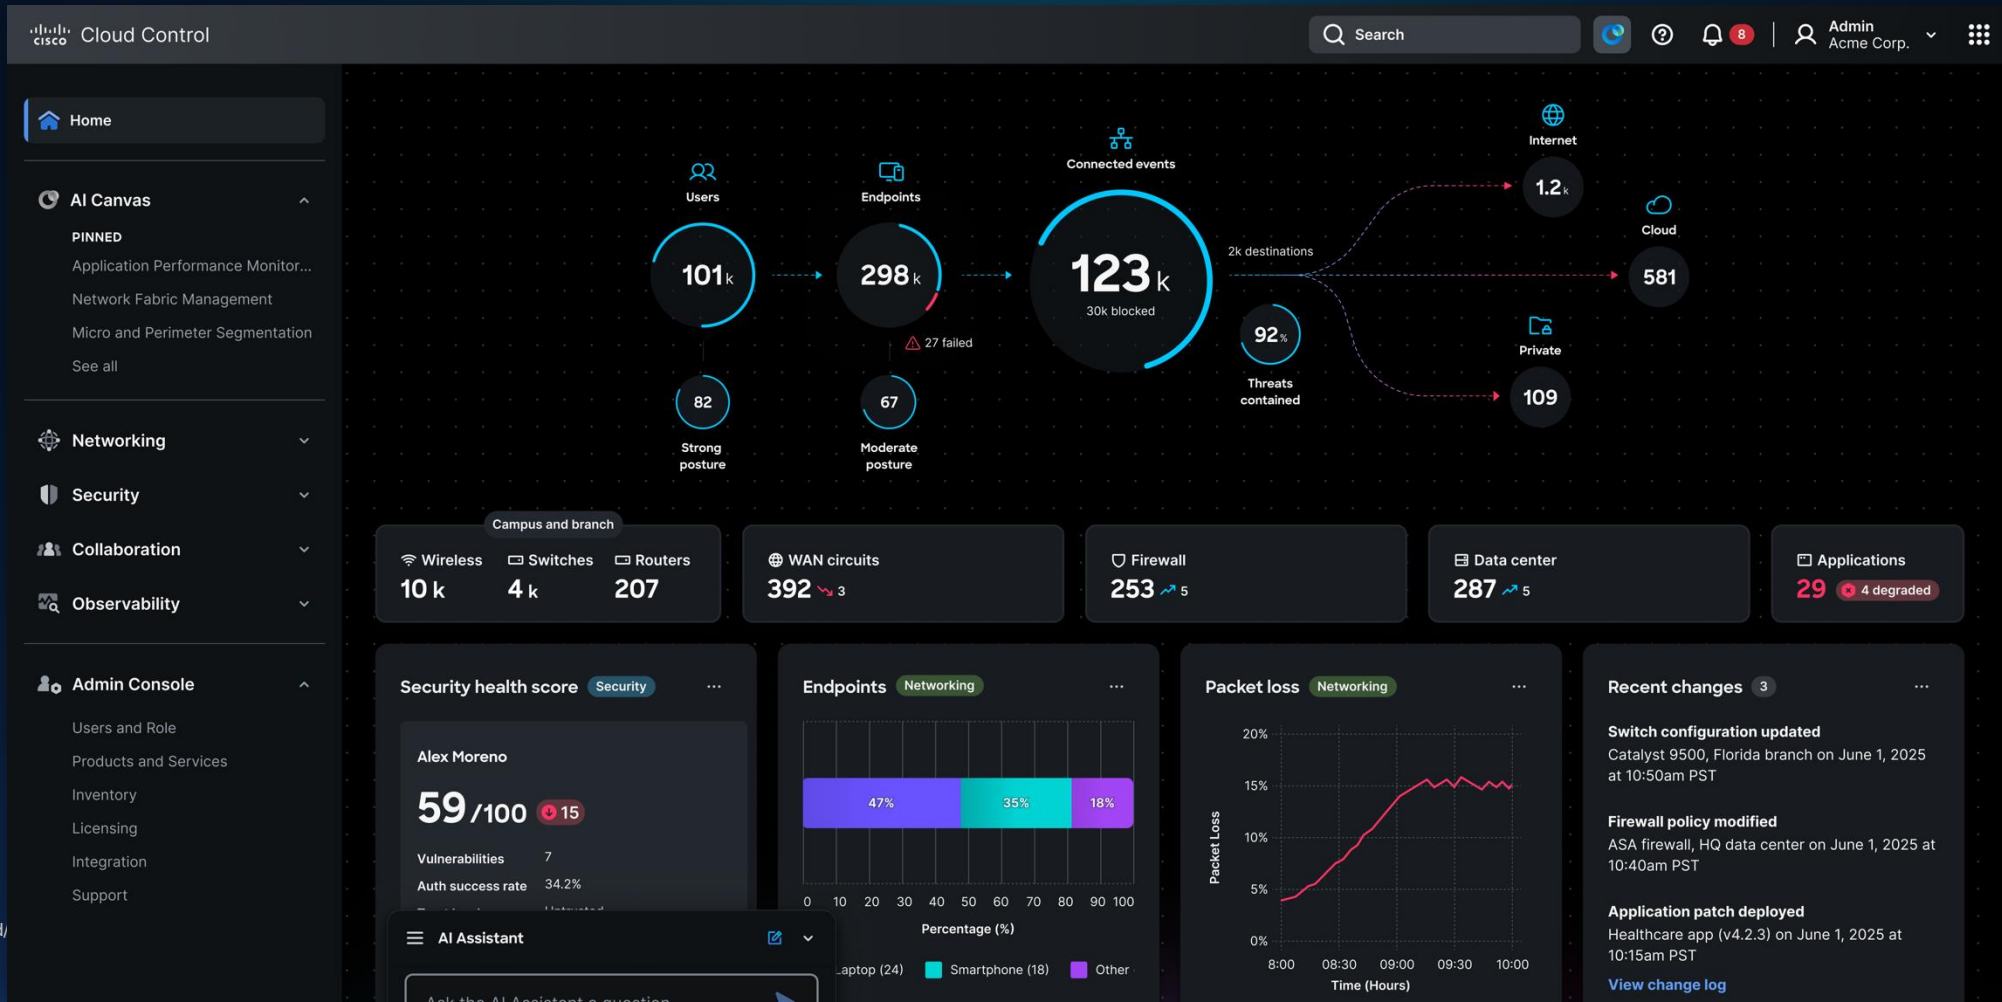 cisco Cloud Control
Search
8
Admin
Acme Corp.
Home
AI Canvas
PINNED
Application Performance Monitor...
Network Fabric Management
Micro and Perimeter Segmentation
See all
Networking
Security
Collaboration
Observability
Admin Console
Users and Role
Products and Services
Inventory
Licensing
Integration
Support
Users
101k
82
Strong
posture
Endpoints
298k
27 failed
67
Moderate
posture
Connected events
123k
30k blocked
2k destinations
92%
Threats
contained
Internet
1.2k
Cloud
581
Private
109
Campus and branch
Wireless Switches Routers
10 k 4 k 207
WAN circuits
392 3
Firewall
253 5
Data center
287 5
Applications
29 4 degraded
Security health score Security ...
Alex Moreno
59/100 15
Vulnerabilities 7
Auth success rate 34.2%
AI Assistant
Ask the AI Assistant a question
Endpoints Networking ...
47% 35% 18%
0 10 20 30 40 50 60 70 80 90 100
Percentage (%)
Laptop (24) Smartphone (18) Other
Packet loss Networking ...
20%
15%
10%
5%
0%
Packet Loss
8:00 08:30 09:00 09:30 10:00
Time (Hours)
Recent changes 3 ...
Switch configuration updated
Catalyst 9500, Florida branch on June 1, 2025
at 10:50am PST
Firewall policy modified
ASA firewall, HQ data center on June 1, 2025 at
10:40am PST
Application patch deployed
Healthcare app (v4.2.3) on June 1, 2025 at
10:15am PST
View change log